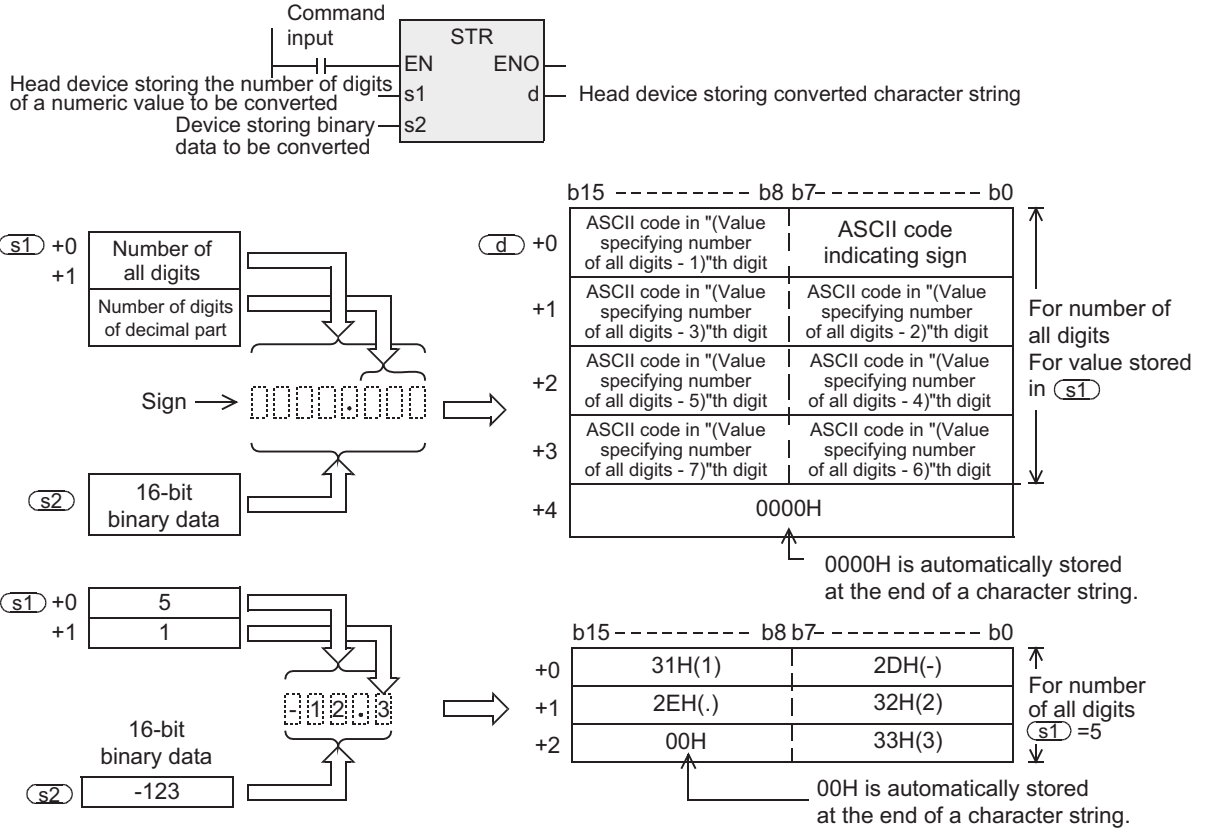 Command
input
STR
EN ENO
Head device storing the number of digits
of a numeric value to be converted
s1 d
Head device storing converted character string
Device storing binary
data to be converted
s2
b15 b8 b7 b0
s1 +0
+1
Number of
all digits
Number of digits
of decimal part
Sign
.
s2
16-bit
binary data
d +0
ASCII code in "(Value
specifying number
of all digits - 1)"th digit
ASCII code
indicating sign
+1
ASCII code in "(Value
specifying number
of all digits - 3)"th digit
ASCII code in "(Value
specifying number
of all digits - 2)"th digit
+2
ASCII code in "(Value
specifying number
of all digits - 5)"th digit
ASCII code in "(Value
specifying number
of all digits - 4)"th digit
+3
ASCII code in "(Value
specifying number
of all digits - 7)"th digit
ASCII code in "(Value
specifying number
of all digits - 6)"th digit
+4
0000H
For number of
all digits
For value stored
in s1
0000H is automatically stored
at the end of a character string.
s1 +0 5
+1 1
- 1 2 . 3
16-bit
binary data
s2 -123
b15 b8 b7 b0
+0 31H(1) 2DH(-)
+1 2EH(.) 32H(2)
+2 00H 33H(3)
For number
of all digits
s1 =5
00H is automatically stored
at the end of a character string.